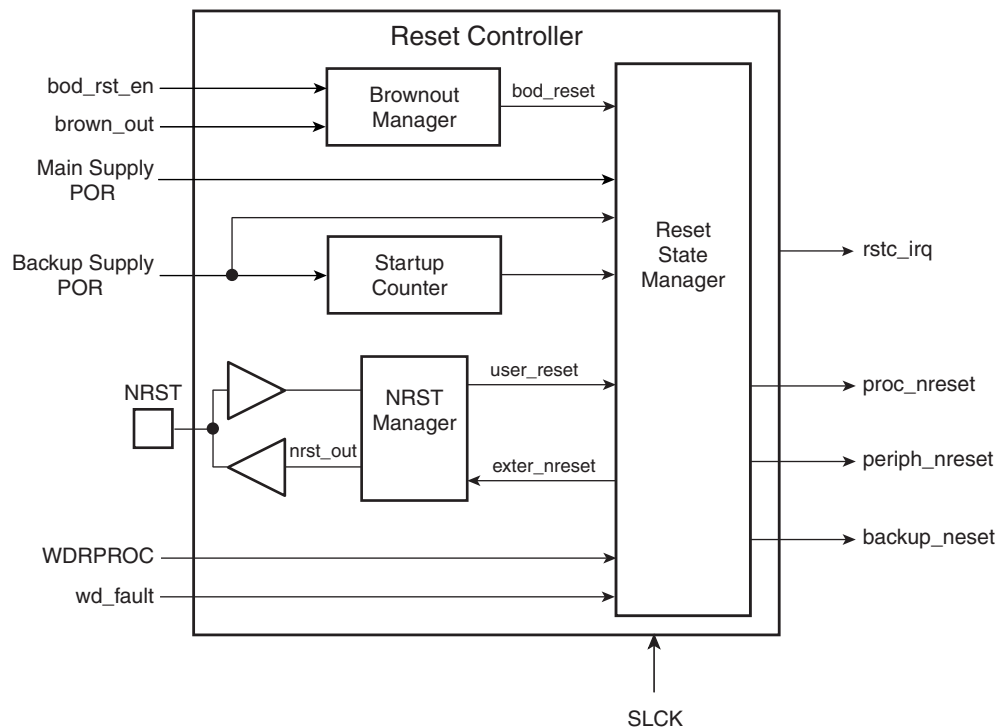 Reset Controller
bod_rst_en
brown_out
Brownout
Manager
bod_reset
Main Supply
POR
Backup Supply
POR
Startup
Counter
Reset
State
Manager
rstc_irq
NRST
NRST
Manager
user_reset
nrst_out
exter_nreset
proc_nreset
periph_nreset
backup_neset
WDRPROC
wd_fault
SLCK